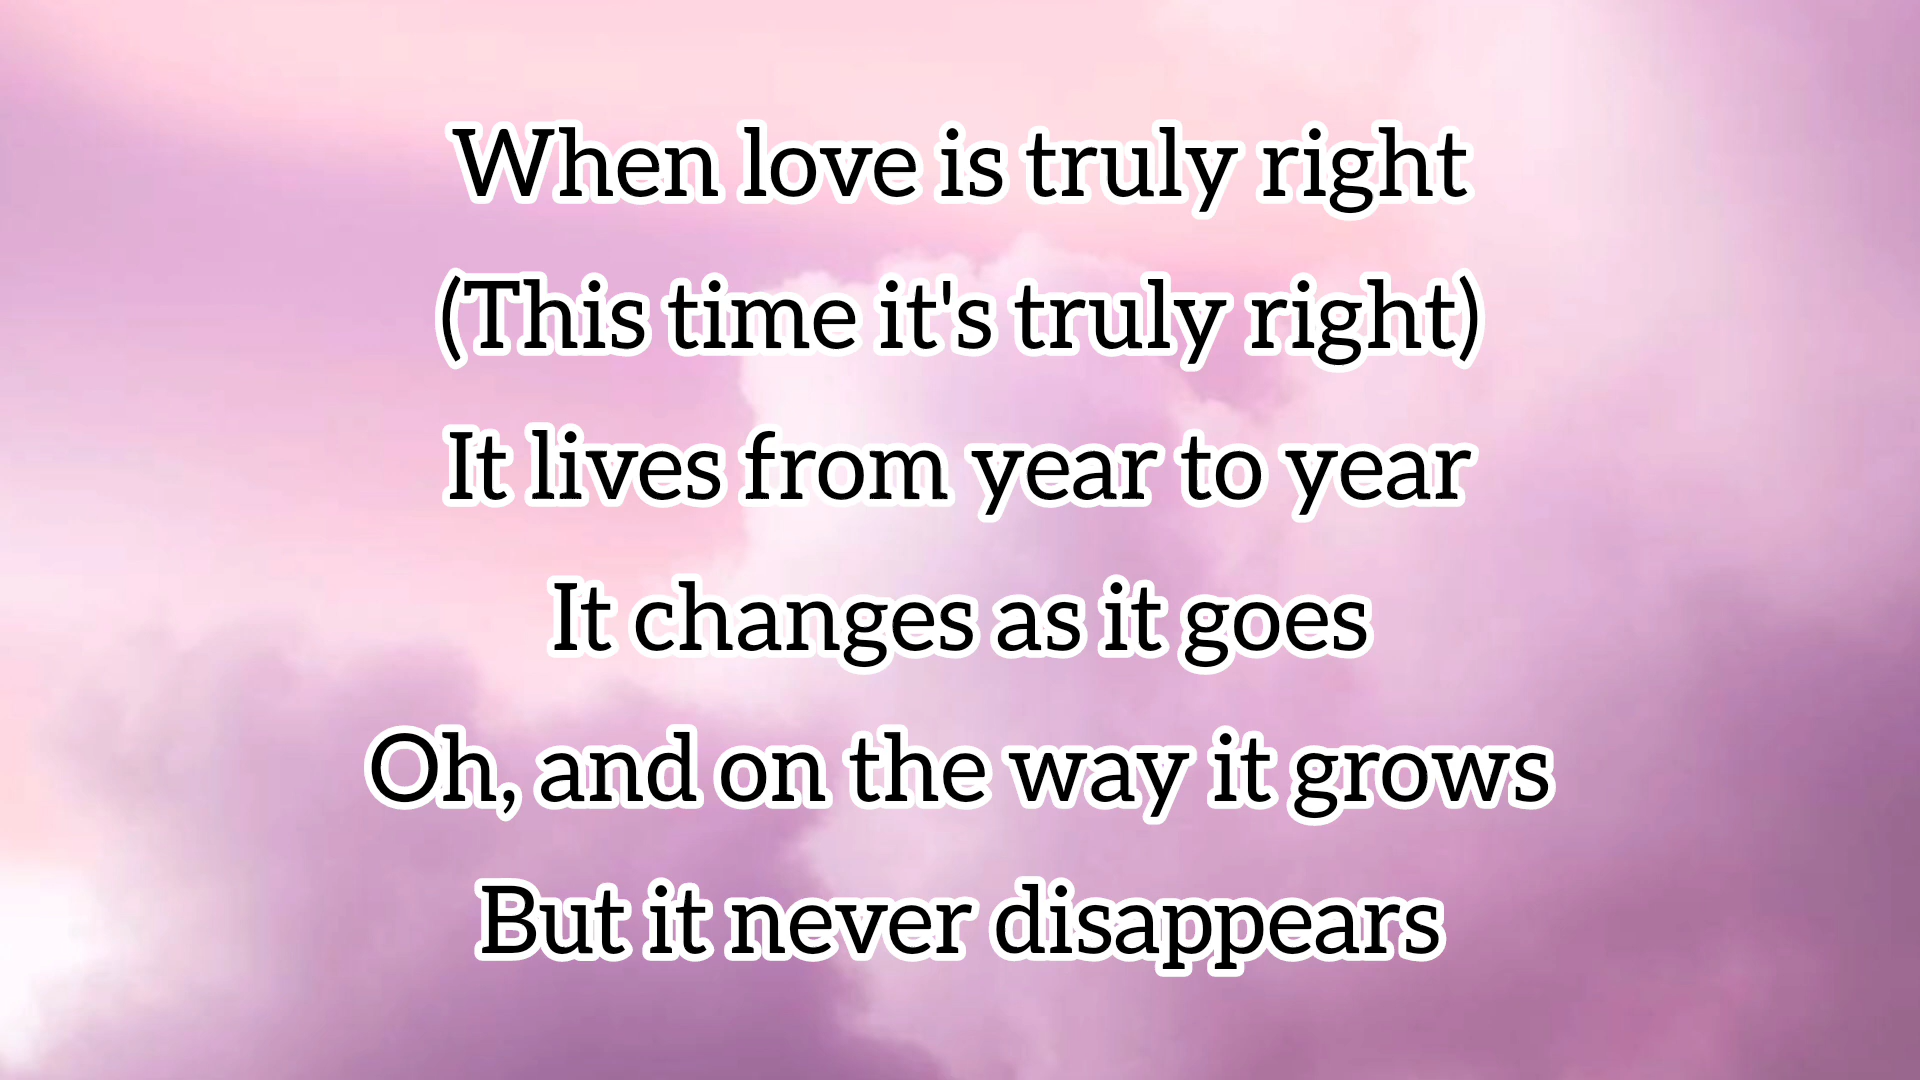 When love is truly right
(This time it's truly right)
It lives from year to year
It changes as it goes
Oh, and on the way it grows
But it never disappears